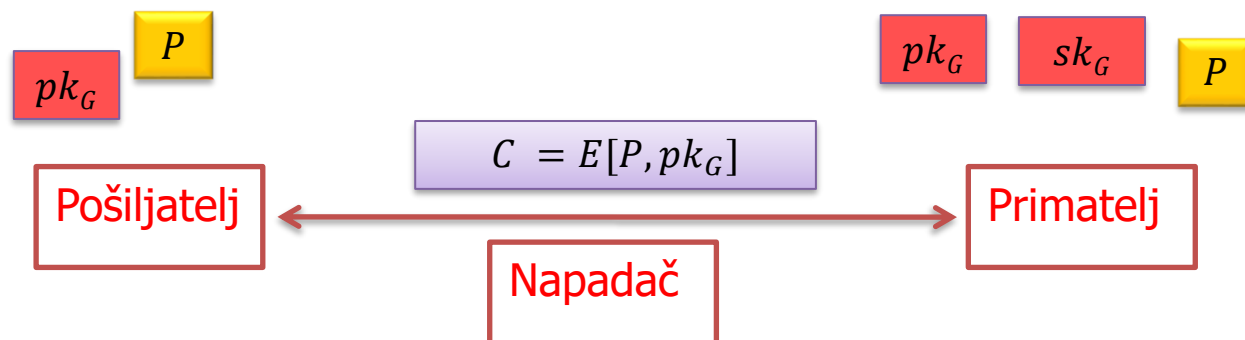 P
pk_G
pk_G
sk_G
P
C = E[P, pk_G]
Pošiljatelj
Primatelj
Napadač